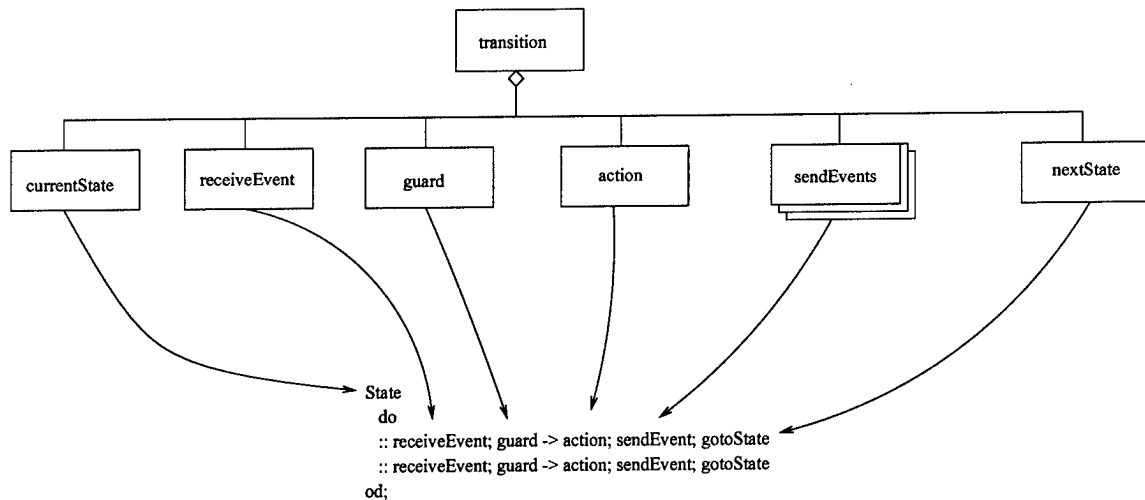 transition
currentState
receiveEvent
guard
action
sendEvents
nextState
State
do
:: receiveEvent; guard -> action; sendEvent; gotoState
:: receiveEvent; guard -> action; sendEvent; gotoState
od;